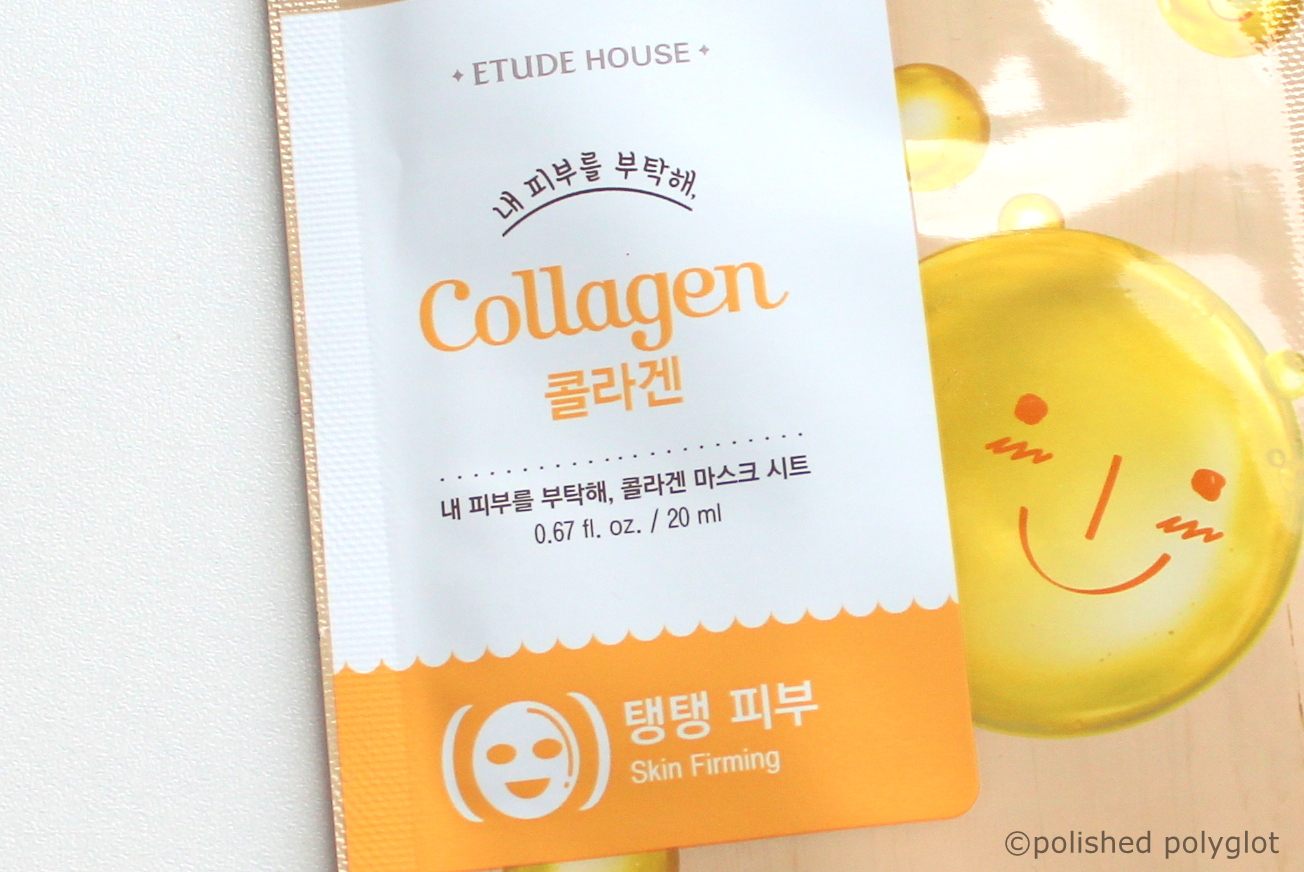 ETUDE HOUSE
내 피부를 부탁해,
Collagen
콜라겐
내 피부를 부탁해, 콜라겐 마스크 시트
0.67 fl. oz. / 20 ml
탱탱 피부
Skin Firming
©polished polyglot